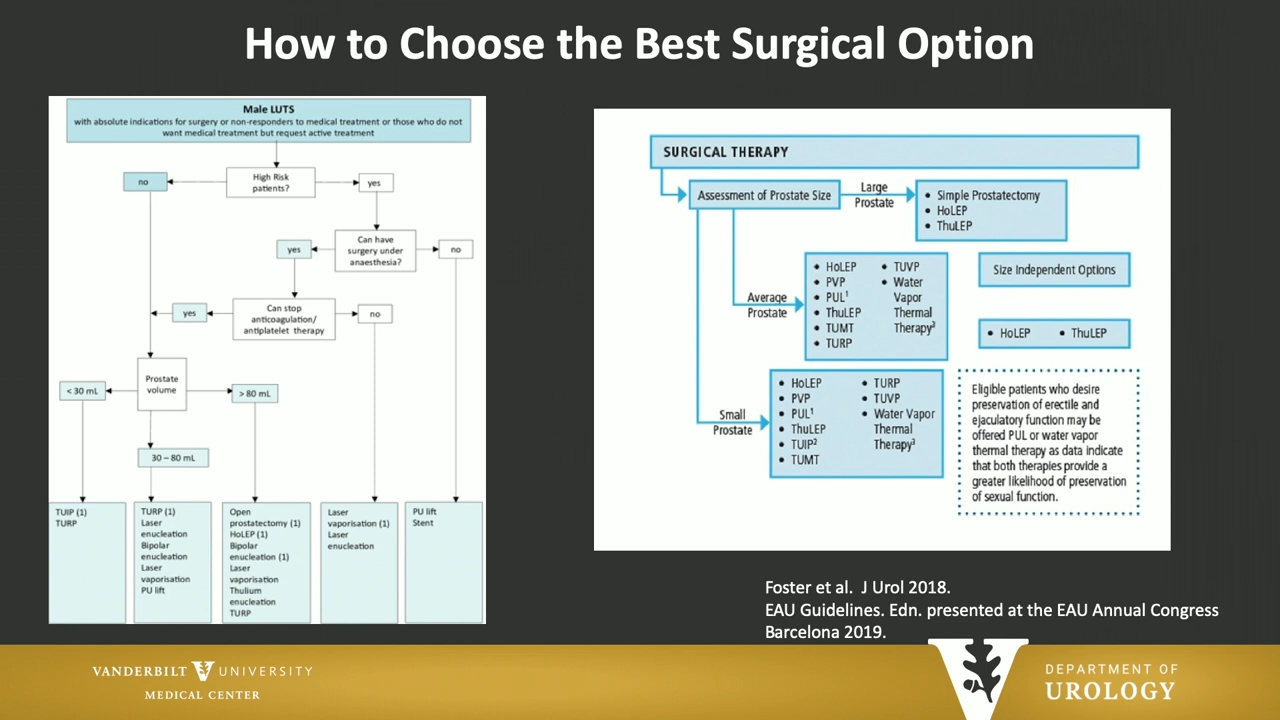 How to Choose the Best Surgical Option
Male LUTS
with absolute indications for surgery or non-responders to medical treatment or those who do not
want medical treatment but request active treatment
no
High Risk
patients?
yes
yes
Can have
surgery under
anaesthesia?
no
yes
Can stop
anticoagulation/
antiplatelet therapy
no
< 30 mL
Prostate
volume
> 80 mL
30 – 80 mL
TUIP (1)
TURP
TURP (1)
Laser
enucleation
Bipolar
enucleation
Laser
vaporisation
PU lift
Open
prostatectomy (1)
HoLEP (1)
Bipolar
enucleation (1)
Laser
vaporisation
Thulium
enucleation
TURP
Laser
vaporisation (1)
Laser
enucleation
PU lift
Stent
SURGICAL THERAPY
Assessment of Prostate Size
Large
Prostate
• Simple Prostatectomy
• HoLEP
• ThuLEP
Average
Prostate
• HoLEP
• PVP
• PUL¹
• ThuLEP
• TUMT
• TURP
• TUVP
• Water
Vapor
Thermal
Therapy³
Size Independent Options
• HoLEP • ThuLEP
Small
Prostate
• HoLEP
• PVP
• PUL¹
• ThuLEP
• TUIP²
• TUMT
• TURP
• TUVP
• Water Vapor
Thermal
Therapy³
Eligible patients who desire
preservation of erectile and
ejaculatory function may be
offered PUL or water vapor
thermal therapy as data indicate
that both therapies provide a
greater likelihood of preservation
of sexual function.
Foster et al. J Urol 2018.
EAU Guidelines. Edn. presented at the EAU Annual Congress
Barcelona 2019.
VANDERBILT V UNIVERSITY
MEDICAL CENTER
DEPARTMENT OF
UROLOGY